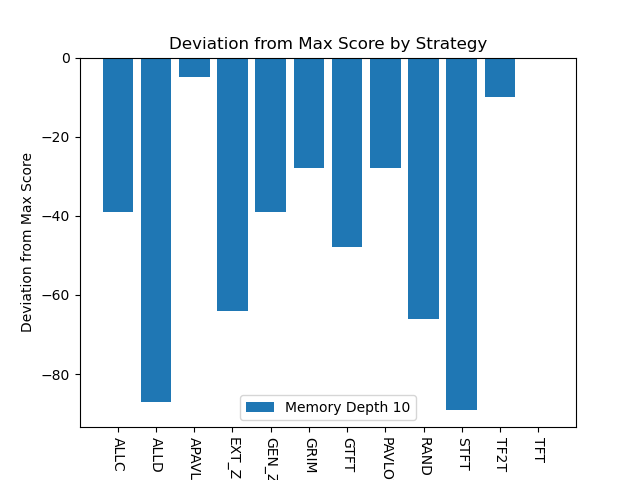 Deviation from Max Score by Strategy
Deviation from Max Score
0
−20
−40
−60
−80
Memory Depth 10
ALLC
ALLD
APAVL
EXT_Z
GEN_Z
GRIM
GTFT
PAVLO
RAND
STFT
TF2T
TFT